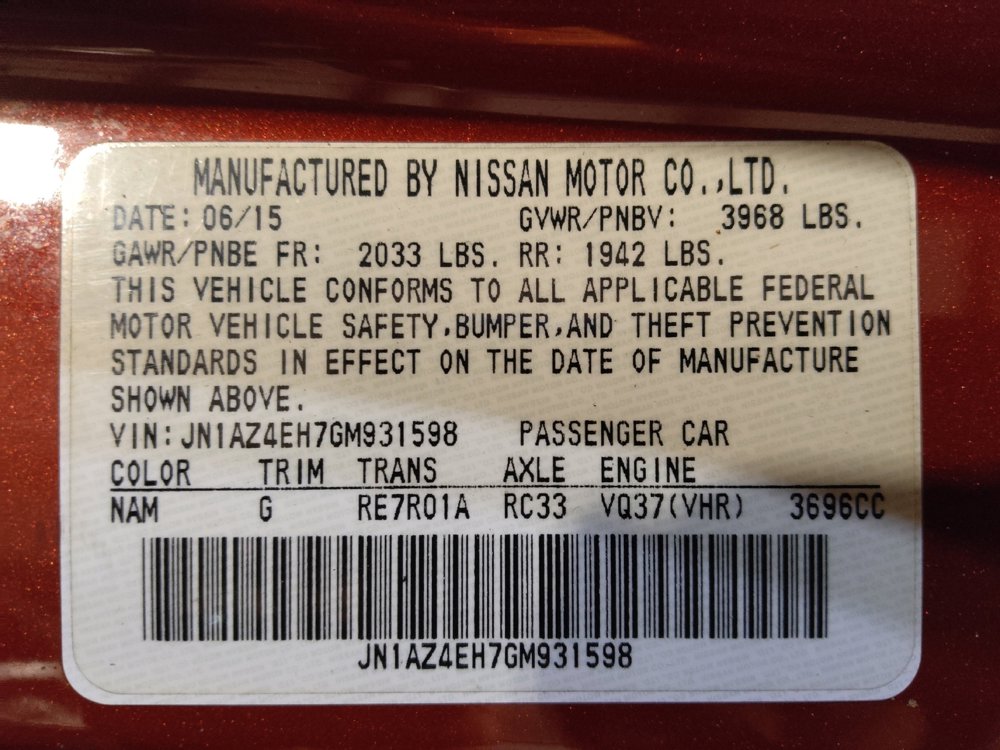 MANUFACTURED BY NISSAN MOTOR CO.,LTD.
DATE: 06/15 GVWR/PNBV: 3968 LBS.
GAWR/PNBE FR: 2033 LBS. RR: 1942 LBS.
THIS VEHICLE CONFORMS TO ALL APPLICABLE FEDERAL
MOTOR VEHICLE SAFETY,BUMPER,AND THEFT PREVENTION
STANDARDS IN EFFECT ON THE DATE OF MANUFACTURE
SHOWN ABOVE.
VIN:JN1AZ4EH7GM931598 PASSENGER CAR
COLOR TRIM TRANS AXLE ENGINE
NAM G RE7R01A RC33 VQ37(VHR) 3696CC
JN1AZ4EH7GM931598